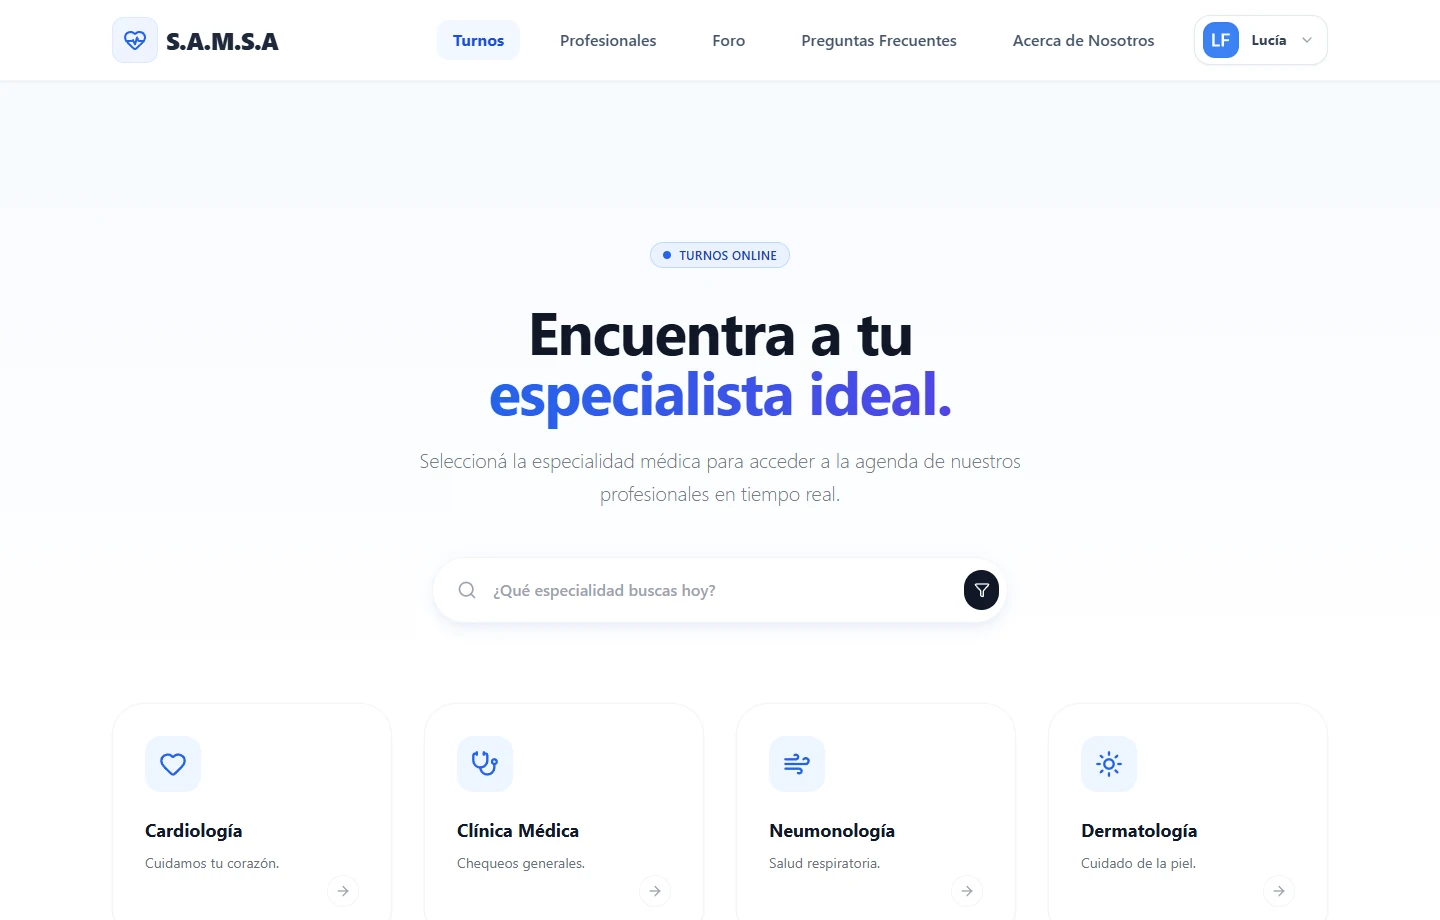 S.A.M.S.A
Turnos
Profesionales
Foro
Preguntas Frecuentes
Acerca de Nosotros
LF
Lucía
TURNOS ONLINE
Encuentra a tu
especialista ideal.
Seleccioná la especialidad médica para acceder a la agenda de nuestros
profesionales en tiempo real.
¿Qué especialidad buscas hoy?
Cardiología
Cuidamos tu corazón.
Clínica Médica
Chequeos generales.
Neumonología
Salud respiratoria.
Dermatología
Cuidado de la piel.